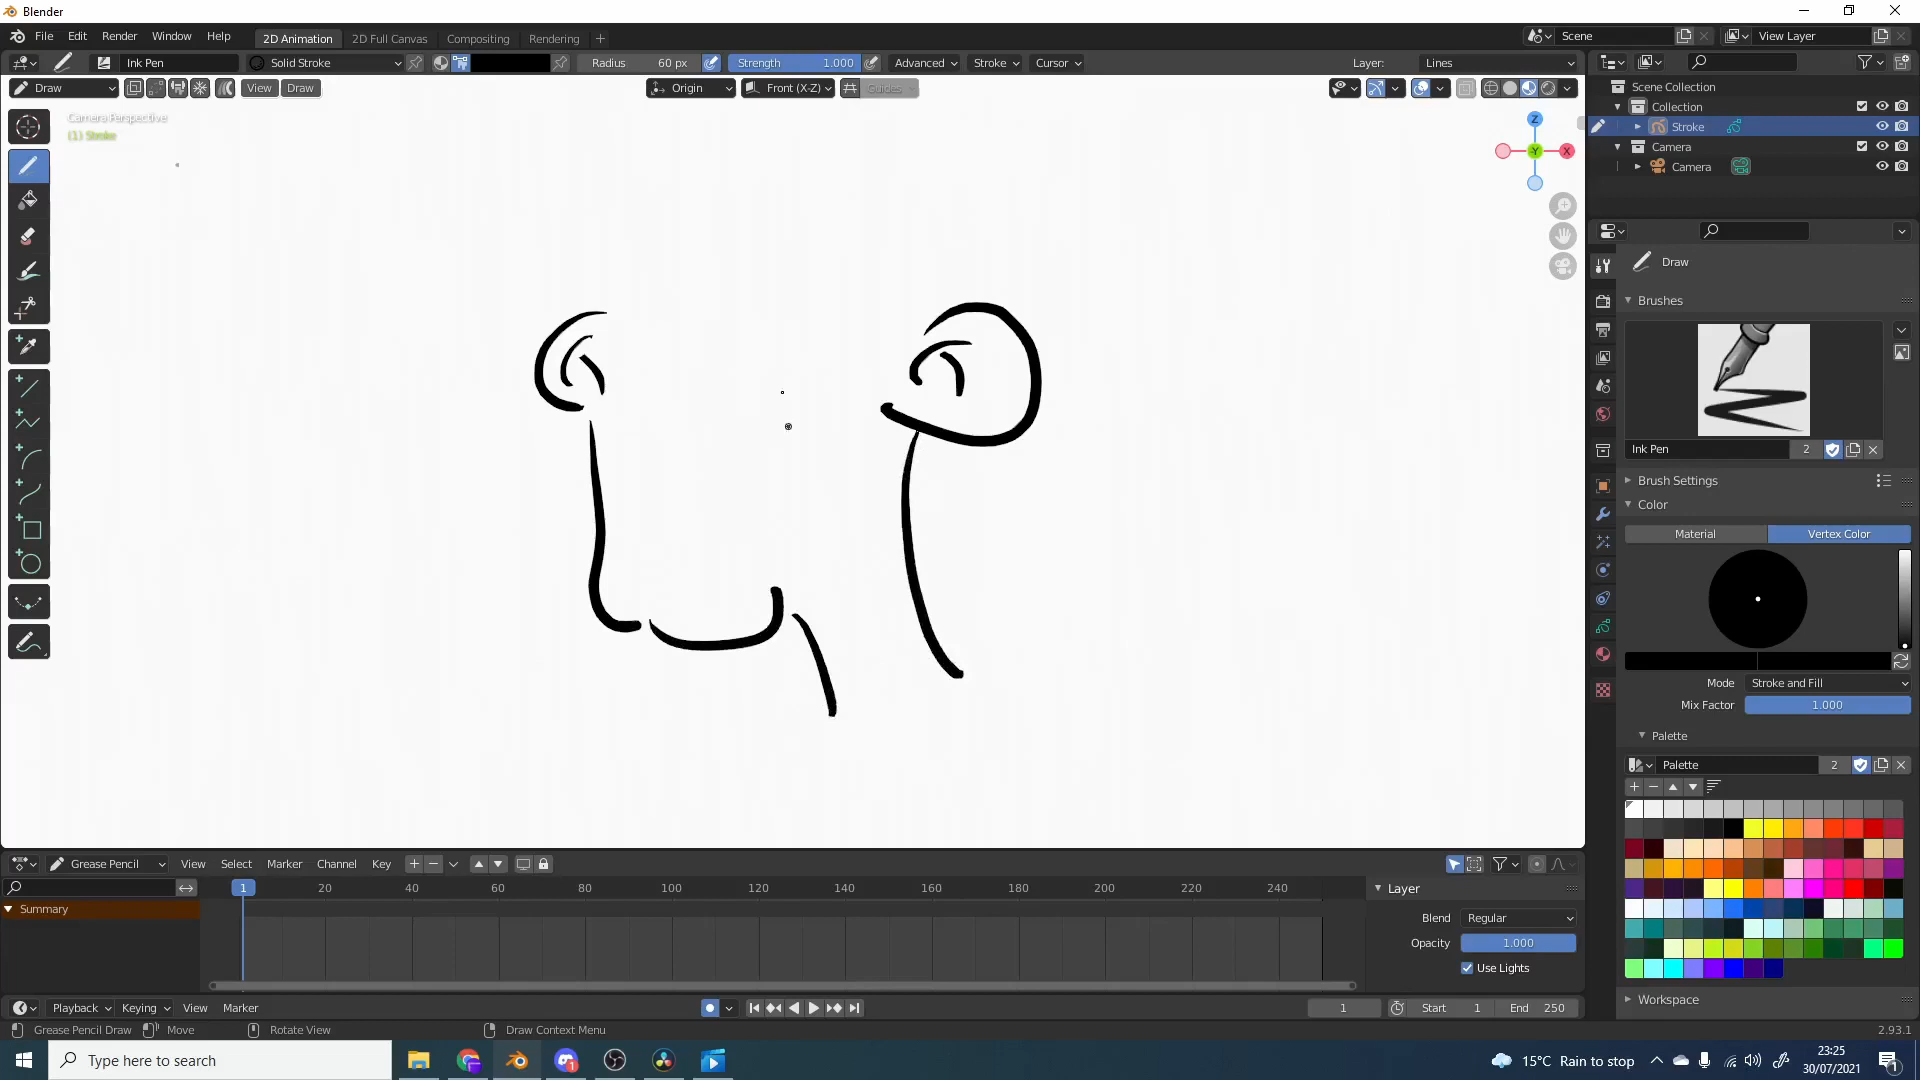 Blender
File Edit Render Window Help 2D Animation 2D Full Canvas Compositing Rendering + Scene View Layer
Ink Pen Solid Stroke Radius 60 px Strength 1.000 Advanced Stroke Cursor Layer: Lines
Draw View Draw Origin Front (X-Z) Guides
Scene Collection
Collection
Stroke
Camera
Camera
Camera Perspective
(1) Stroke
Z
-Y
X
Draw
Brushes
Ink Pen 2
Brush Settings
Color
Material Vertex Color
Mode Stroke and Fill
Mix Factor 1.000
Palette
Palette 2
Workspace
Grease Pencil View Select Marker Channel Key
1 20 40 60 80 100 120 140 160 180 200 220 240
Summary
Layer
Blend Regular
Opacity 1.000
Use Lights
Playback Keying View Marker 1 Start 1 End 250
Grease Pencil Draw Move Rotate View Draw Context Menu 2.93.1
Type here to search 15°C Rain to stop 23:25
30/07/2021
1
1